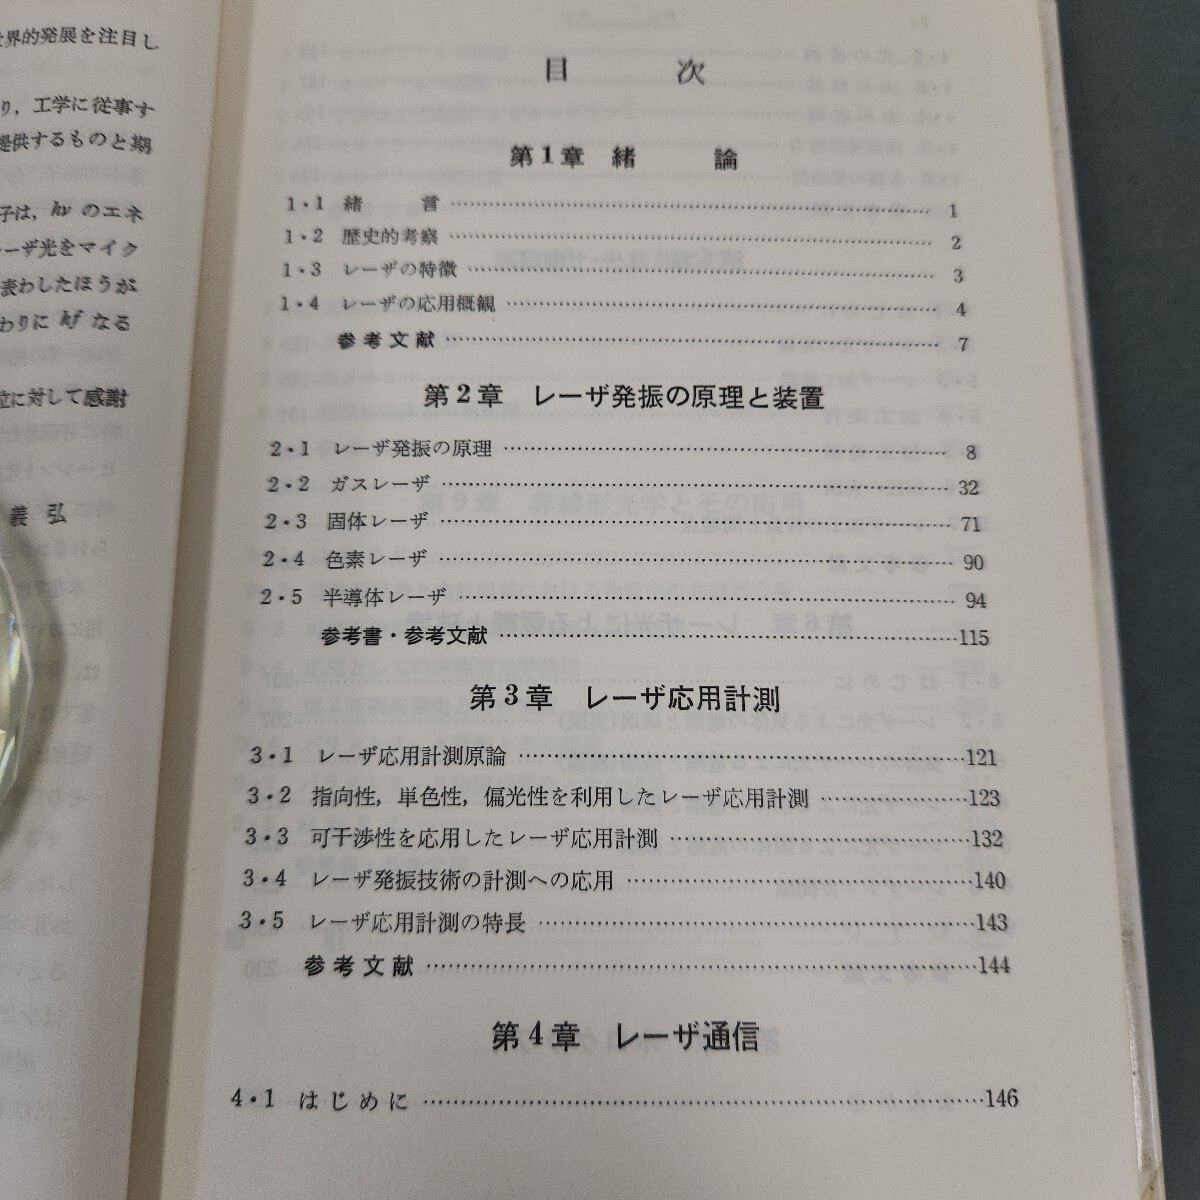 世界的発展を注目し
り，工学に従事す
提供するものと期
子は，hν のエネ
ーザ光をマイク
表わしたほうが
わりに hf なる
位に対して感謝
義 弘
目 次
第1章 緒 論
1・1 緒 言 1
1・2 歴史的考察 2
1・3 レーザの特徴 3
1・4 レーザの応用概観 4
参考文献 7
第2章 レーザ発振の原理と装置
2・1 レーザ発振の原理 8
2・2 ガスレーザ 32
2・3 固体レーザ 71
2・4 色素レーザ 90
2・5 半導体レーザ 94
参考書・参考文献 115
第3章 レーザ応用計測
3・1 レーザ応用計測原論 121
3・2 指向性，単色性，偏光性を利用したレーザ応用計測 123
3・3 可干渉性を応用したレーザ応用計測 132
3・4 レーザ発振技術の計測への応用 140
3・5 レーザ応用計測の特長 143
参考文献 144
第4章 レーザ通信
4・1 はじめに 146